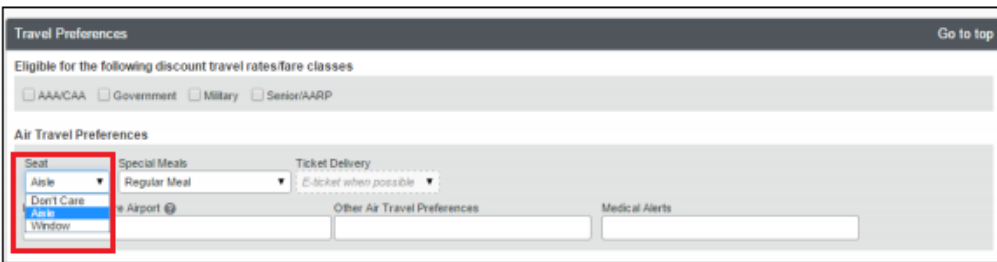 Travel Preferences Go to top
Eligible for the following discount travel rates/fare classes
AAA/CAA Government Military Senior/AARP
Air Travel Preferences
Seat Special Meals Ticket Delivery
Aisle Regular Meal E-ticket when possible
Don't Care
Aisle
Window
re Airport Other Air Travel Preferences Medical Alerts